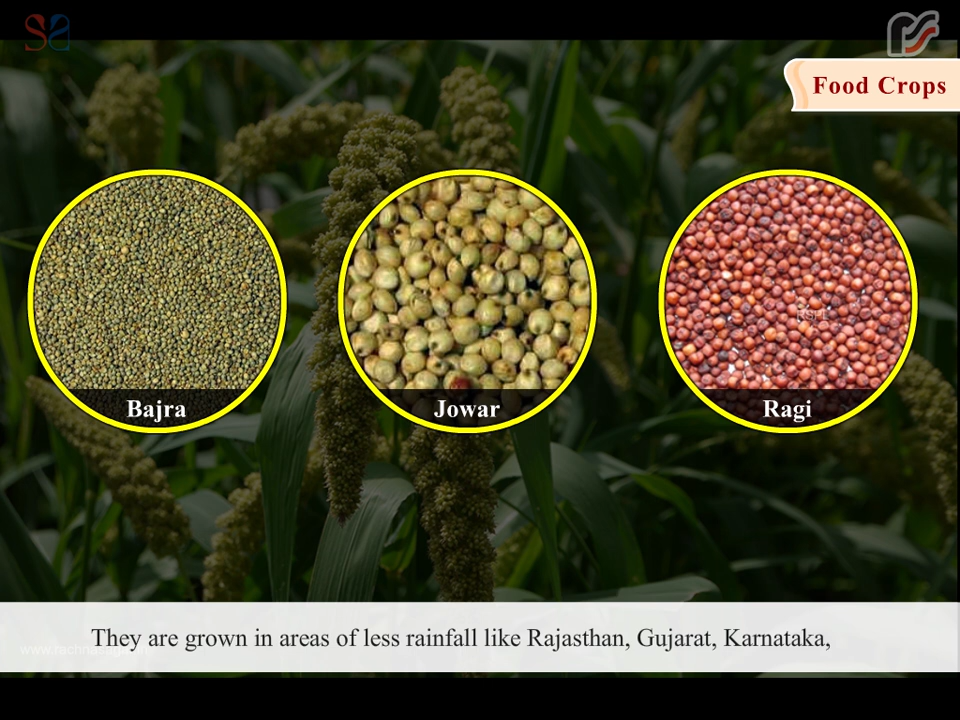 Food Crops
Bajra
Jowar
Ragi
They are grown in areas of less rainfall like Rajasthan, Gujarat, Karnataka,